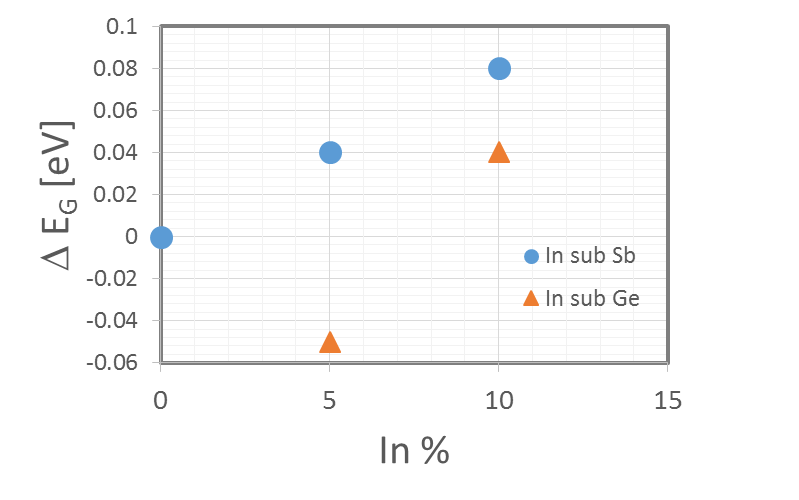 0.1
0.08
0.06
0.04
0.02
0
-0.02
-0.04
-0.06
Δ E_G [eV]
In sub Sb
In sub Ge
0 5 10 15
In %